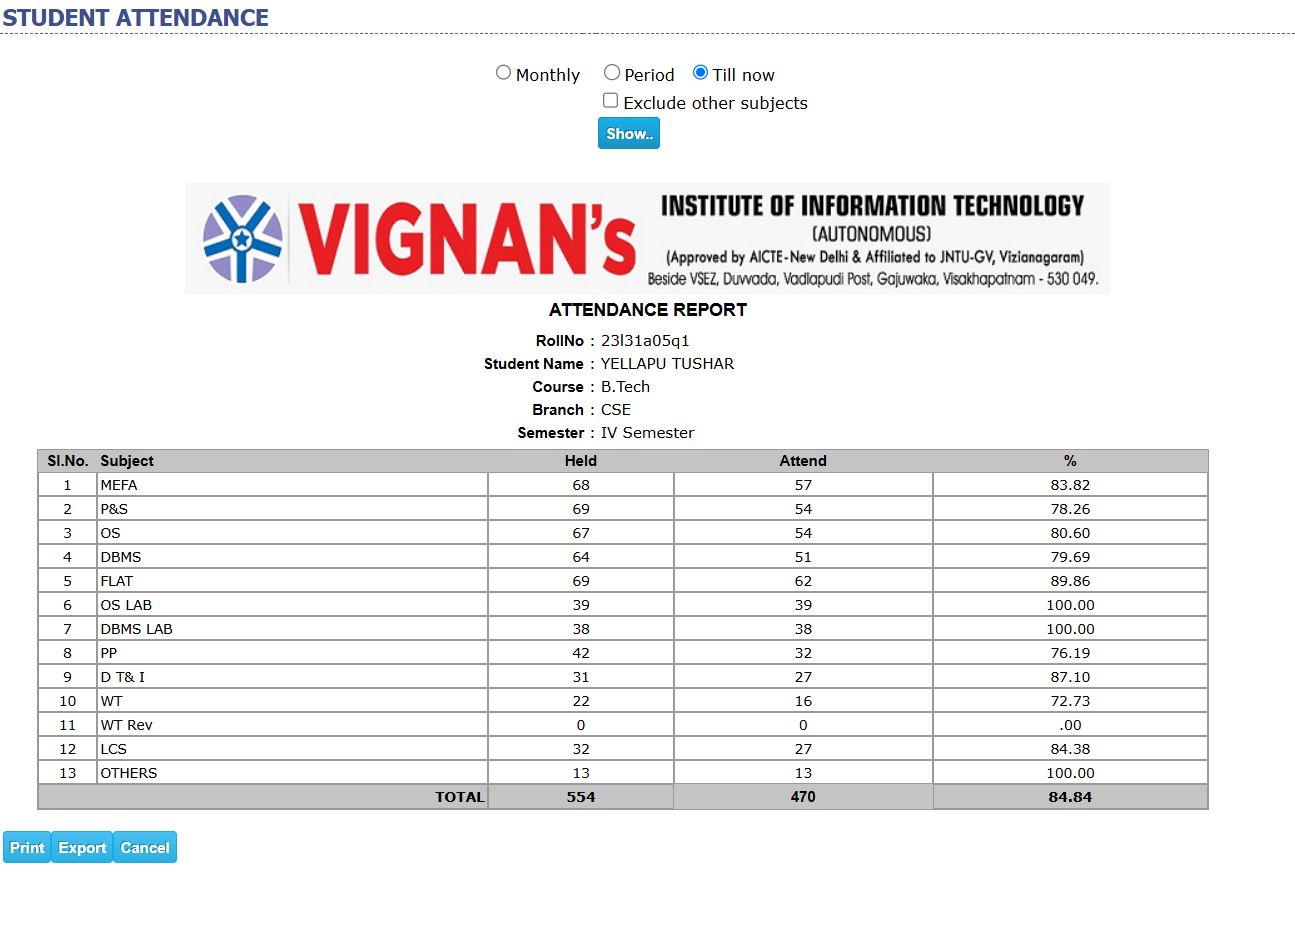 STUDENT ATTENDANCE
Monthly Period Till now
Exclude other subjects
Show..
VIGNAN's INSTITUTE OF INFORMATION TECHNOLOGY
(AUTONOMOUS)
(Approved by AICTE-New Delhi & Affiliated to JNTU-GV, Vizianagaram)
Beside VSEZ, Duvvada, Vadlapudi Post, Gajuwaka, Visakhapatnam - 530 049.
ATTENDANCE REPORT
RollNo : 23l31a05q1
Student Name : YELLAPU TUSHAR
Course : B.Tech
Branch : CSE
Semester : IV Semester
Sl.No. Subject Held Attend %
1 MEFA 68 57 83.82
2 P&S 69 54 78.26
3 OS 67 54 80.60
4 DBMS 64 51 79.69
5 FLAT 69 62 89.86
6 OS LAB 39 39 100.00
7 DBMS LAB 38 38 100.00
8 PP 42 32 76.19
9 D T& I 31 27 87.10
10 WT 22 16 72.73
11 WT Rev 0 0 .00
12 LCS 32 27 84.38
13 OTHERS 13 13 100.00
TOTAL 554 470 84.84
Print Export Cancel